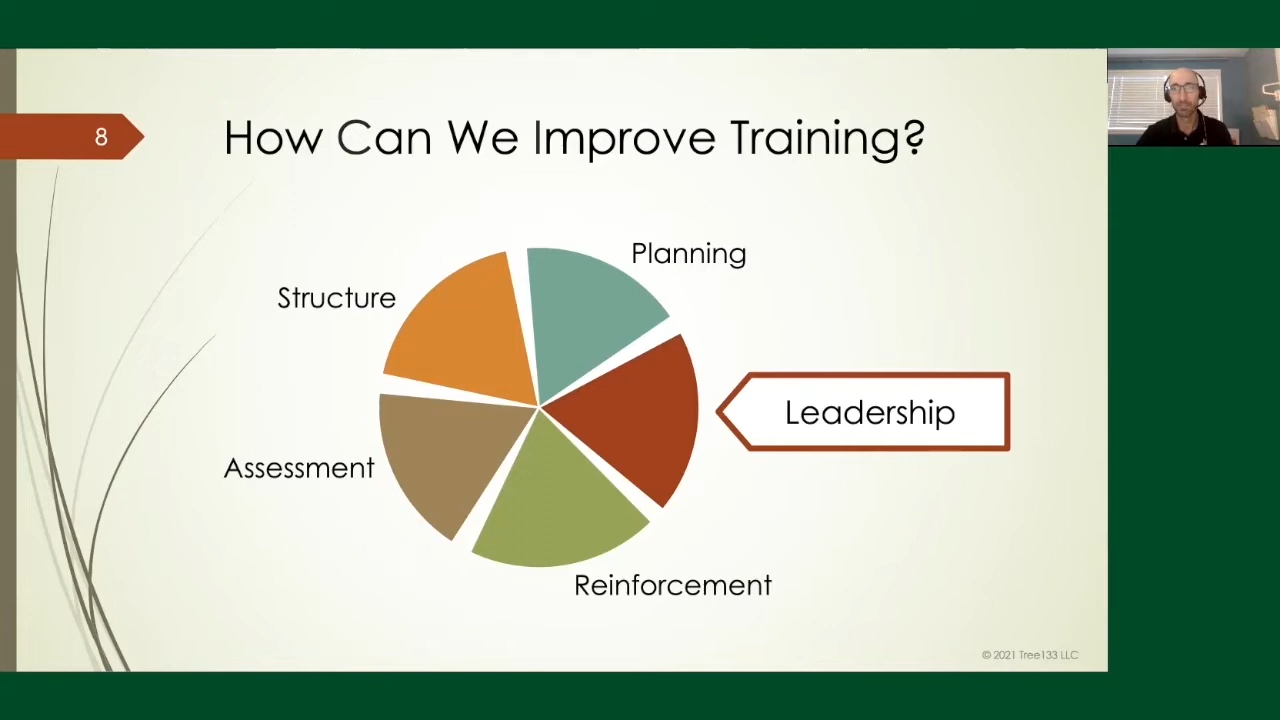 8
How Can We Improve Training?
Planning
Structure
Leadership
Assessment
Reinforcement
© 2021 Tree133 LLC